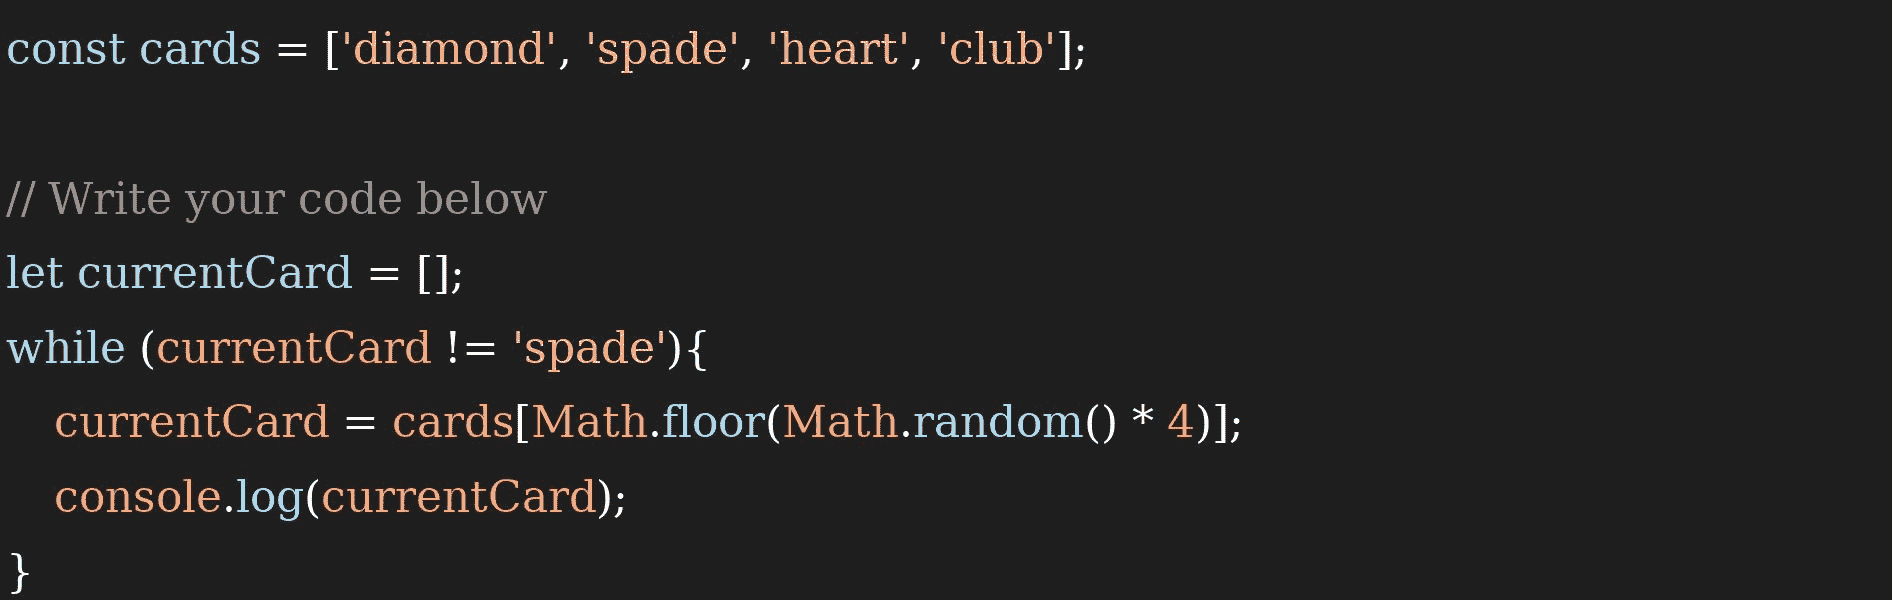 const cards = ['diamond', 'spade', 'heart', 'club'];
// Write your code below
let currentCard = [];
while (currentCard != 'spade'){
currentCard = cards[Math.floor(Math.random() * 4)];
console.log(currentCard);
}